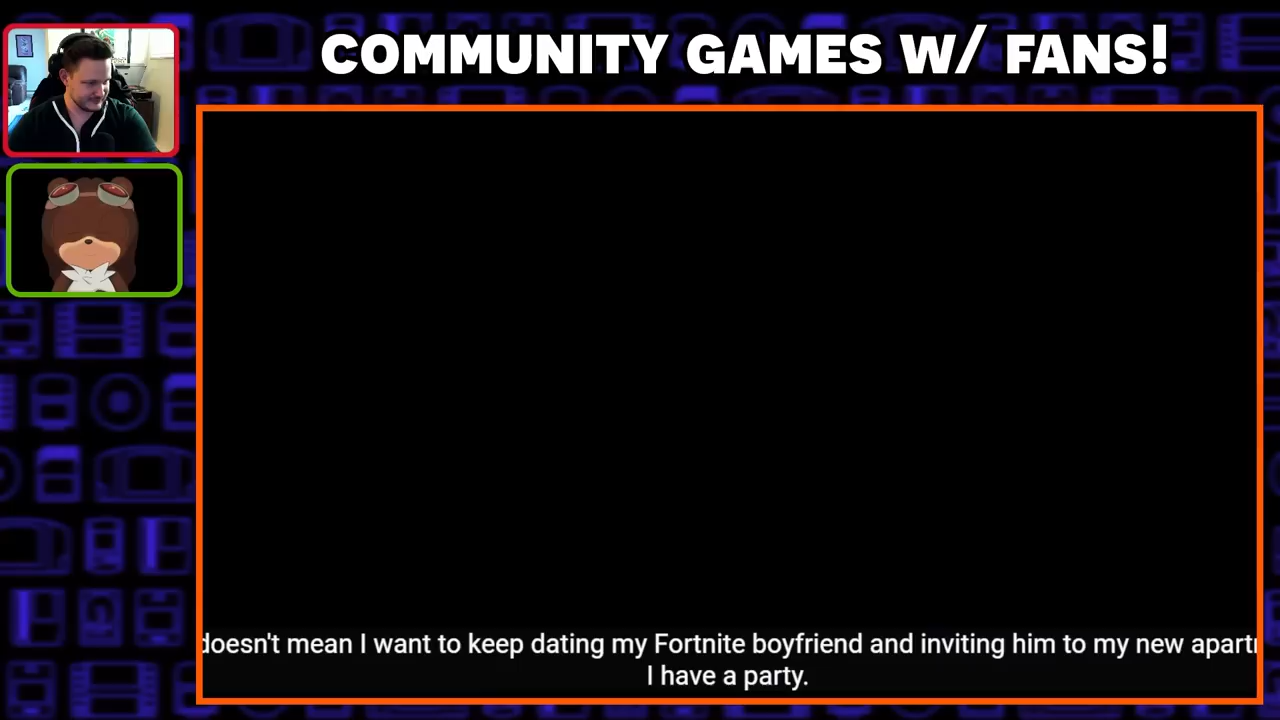 COMMUNITY GAMES W/ FANS!
doesn't mean I want to keep dating my Fortnite boyfriend and inviting him to my new
I have a party.